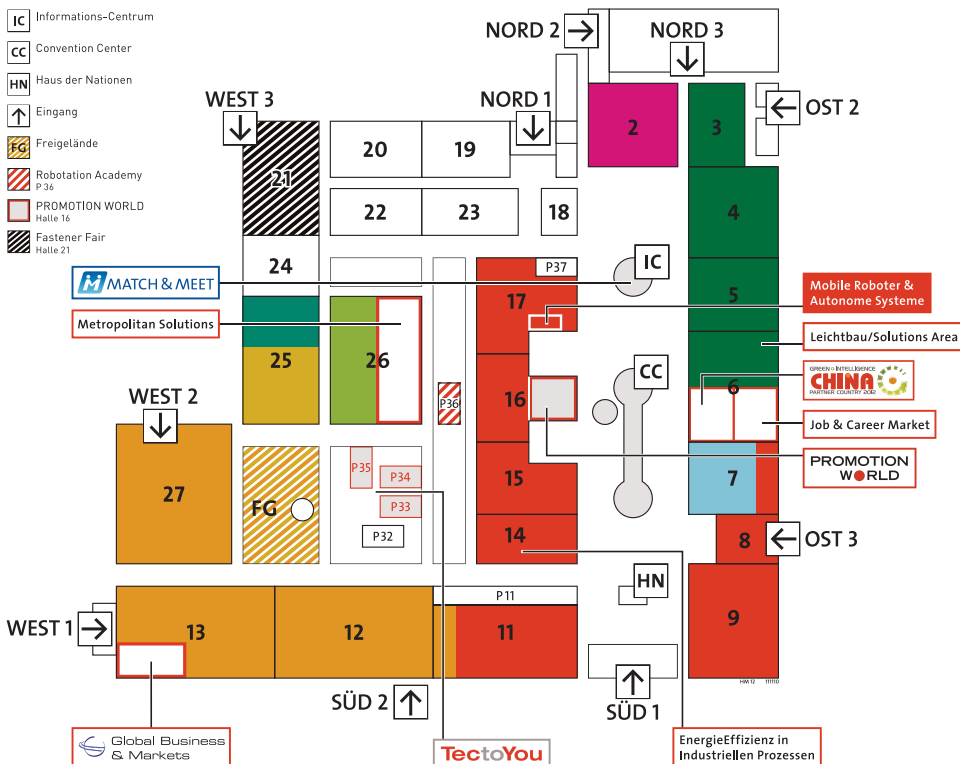 IC Informations-Centrum
CC Convention Center
HN Haus der Nationen
Eingang
FG Freigelände
Robotation Academy
P 36
PROMOTION WORLD
Halle 16
Fastener Fair
Halle 21
NORD 2
NORD 3
WEST 3
NORD 1
OST 2
2
3
20
19
21
22
23
18
4
24
IC
P37
MATCH & MEET
17
5
Mobile Roboter &
Autonome Systeme
Metropolitan Solutions
Leichtbau/Solutions Area
25
26
CC
6
GREEN INTELLIGENCE
CHINA
PARTNER COUNTRY 2012
P36
16
WEST 2
Job & Career Market
27
FG
P35
P34
P33
P32
15
7
PROMOTION
WORLD
14
8
OST 3
HN
P11
WEST 1
13
12
11
9
HM 12 111110
SÜD 2
SÜD 1
Global Business
& Markets
TectoYou
EnergieEffizienz in
Industriellen Prozessen